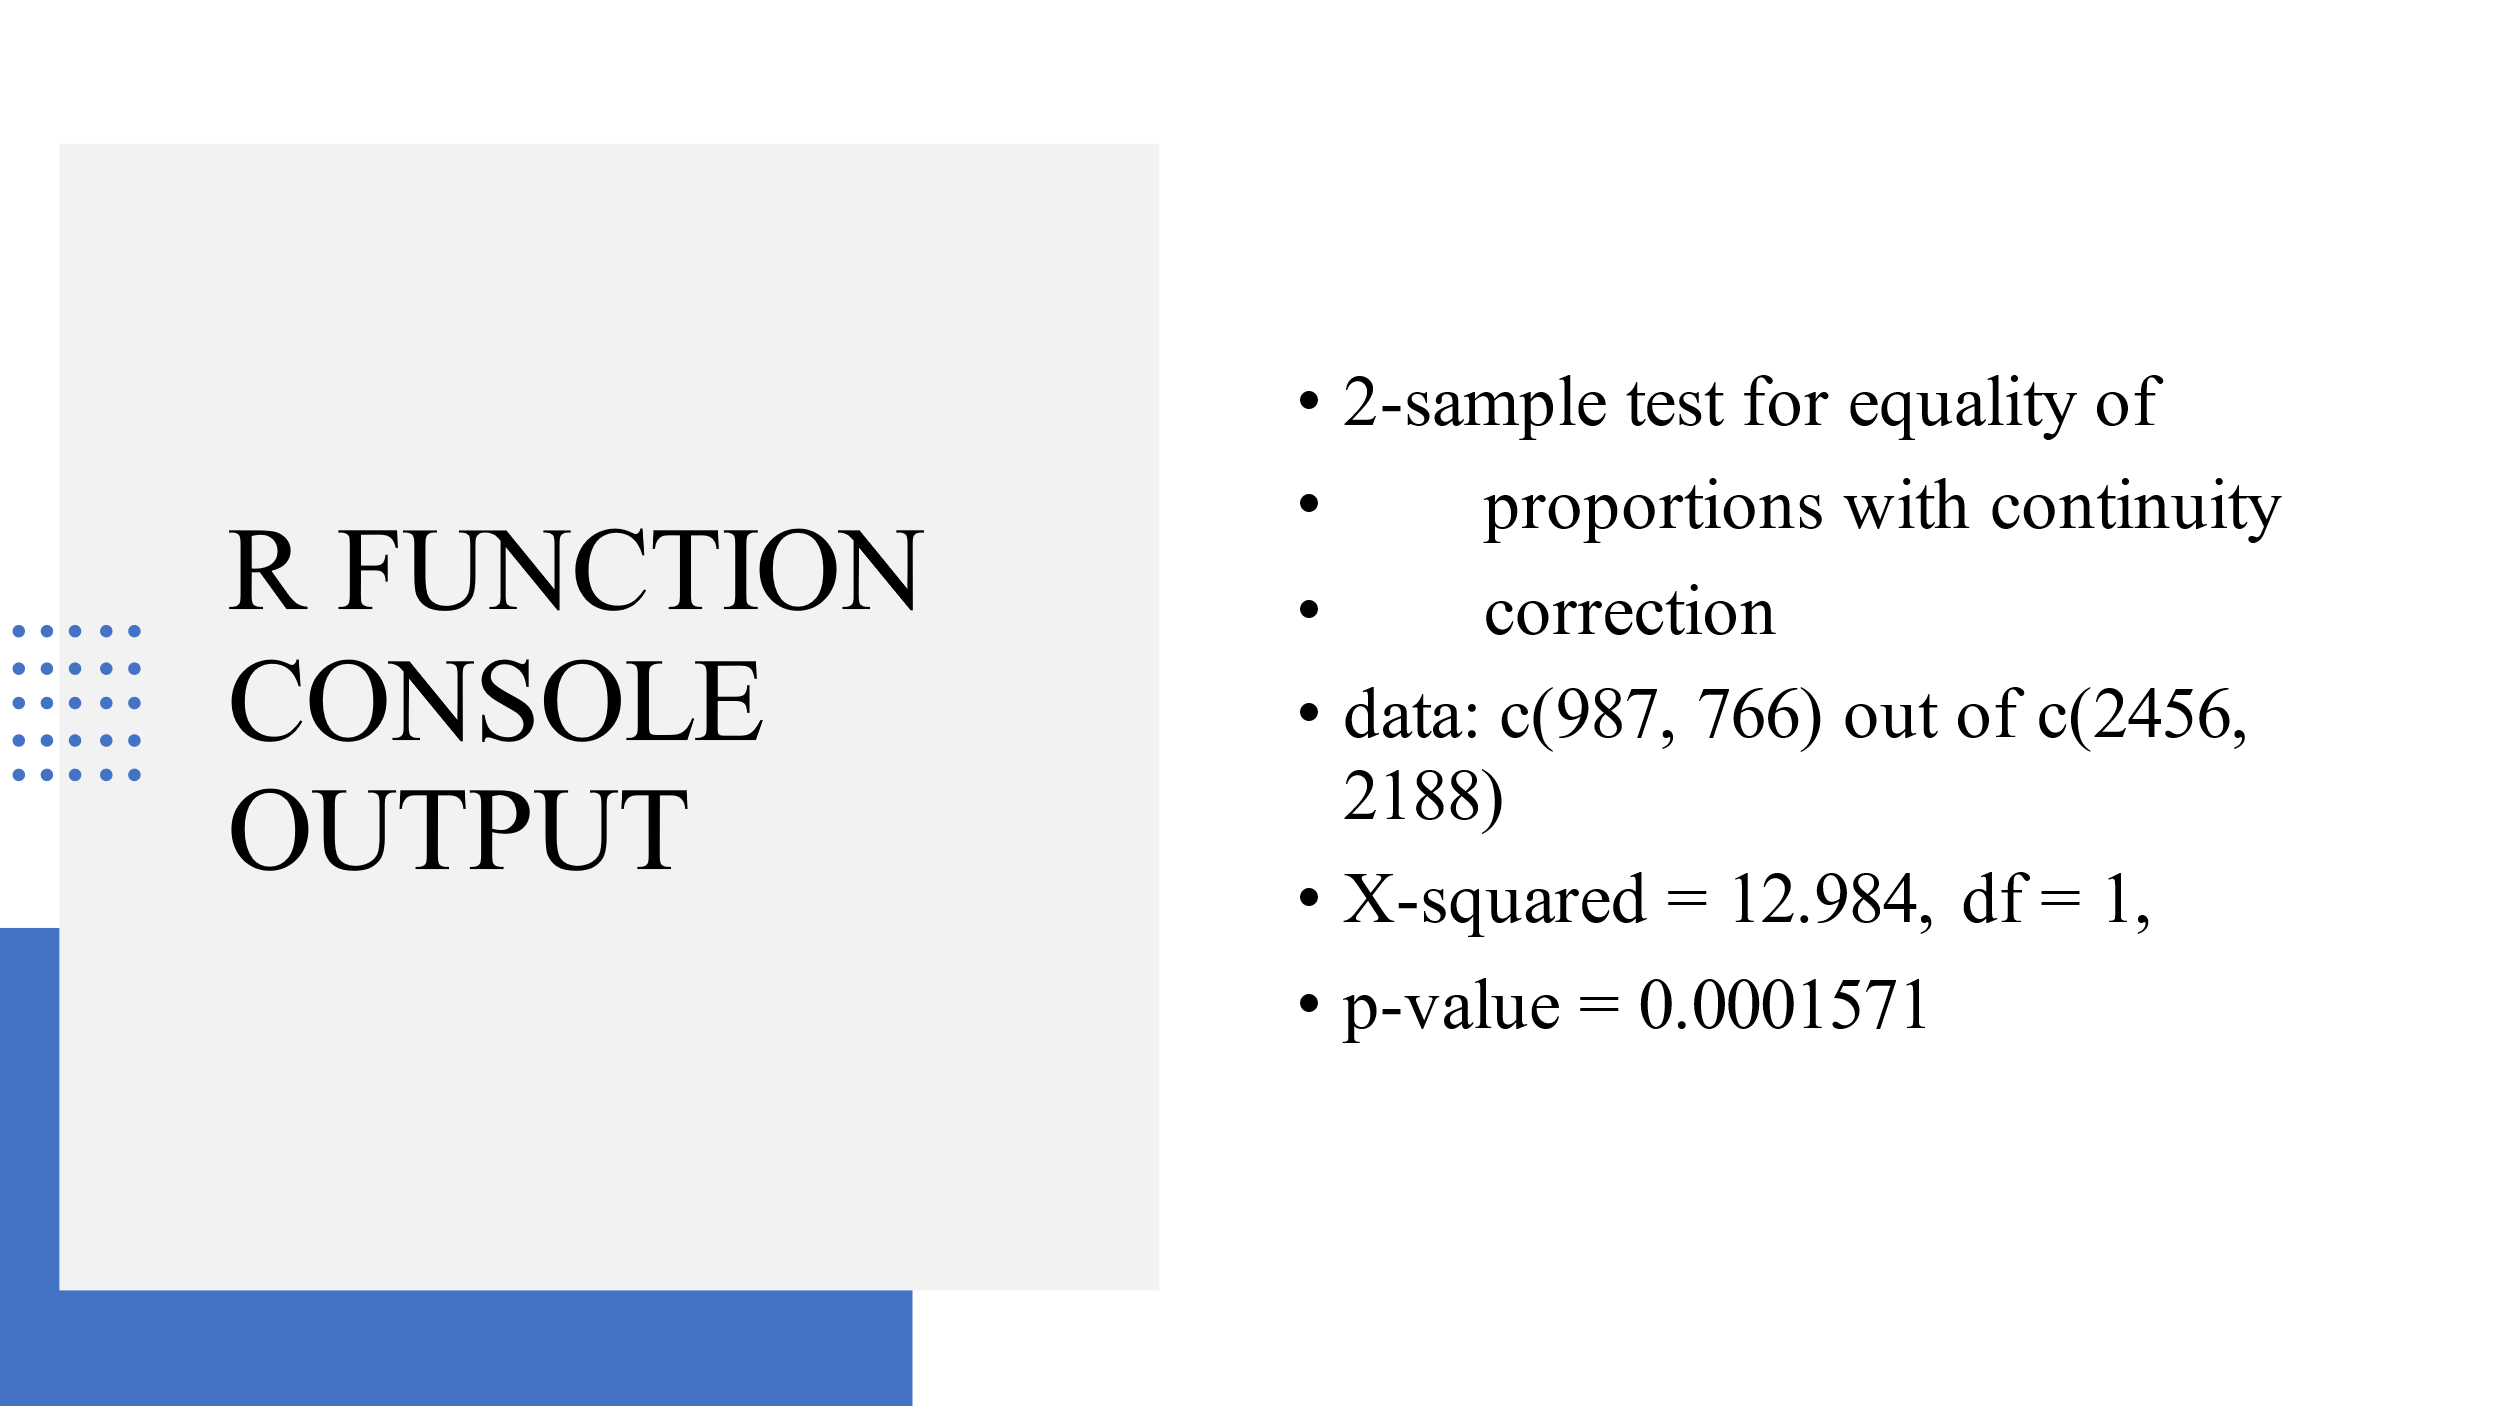 R FUNCTION
CONSOLE
OUTPUT
• 2-sample test for equality of
• proportions with continuity
• correction
• data: c(987, 766) out of c(2456,
2188)
• X-squared = 12.984, df = 1,
• p-value = 0.0001571